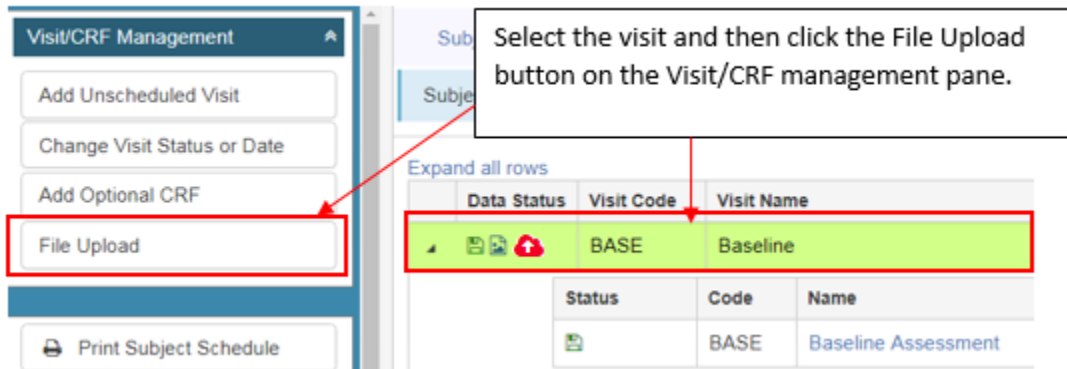 Visit/CRF Management
Add Unscheduled Visit
Change Visit Status or Date
Add Optional CRF
File Upload
Print Subject Schedule
Select the visit and then click the File Upload
button on the Visit/CRF management pane.
Expand all rows
Data Status Visit Code Visit Name
BASE Baseline
Status Code Name
BASE Baseline Assessment